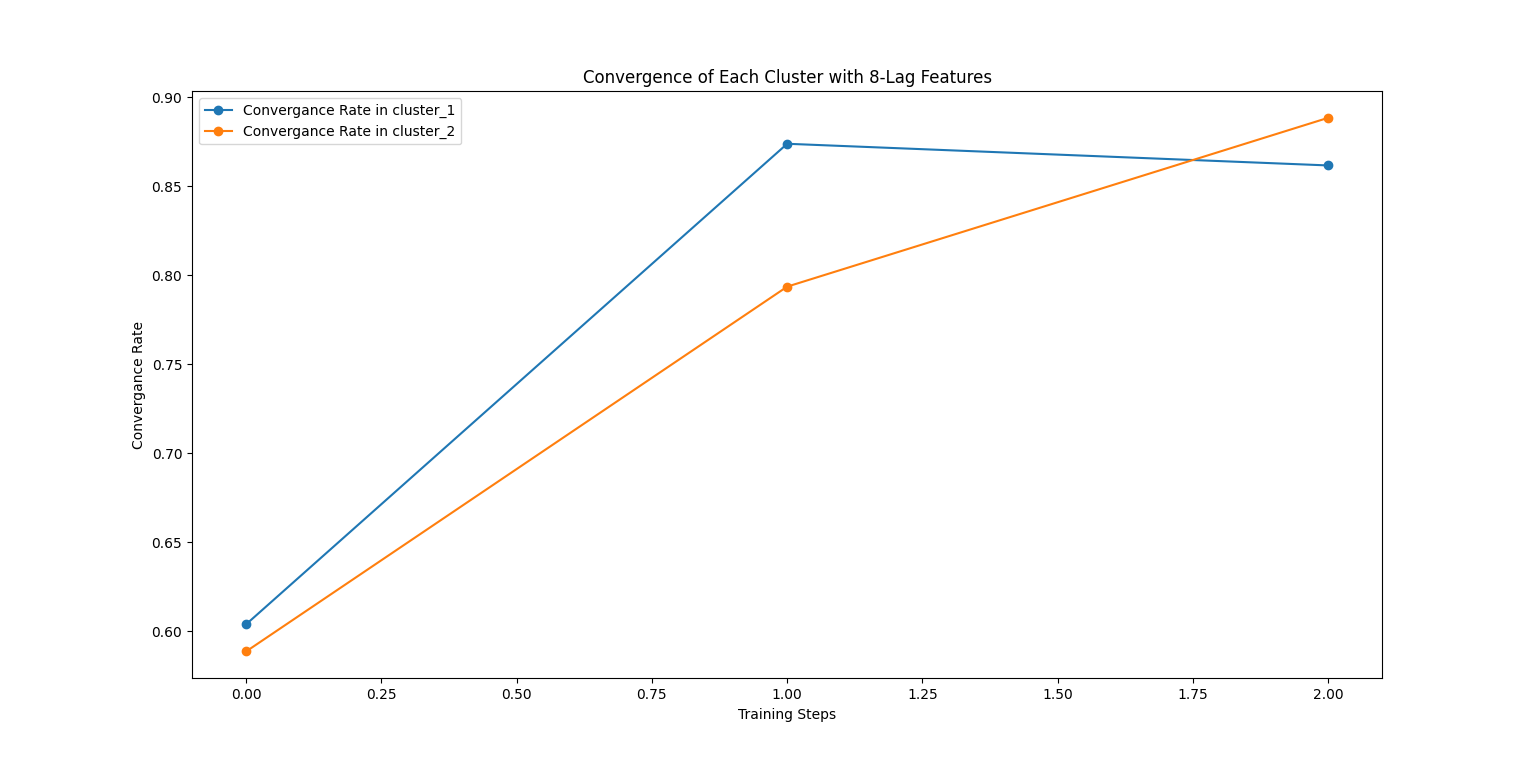 Convergence of Each Cluster with 8-Lag Features
Convergance Rate in cluster_1
Convergance Rate in cluster_2
Convergance Rate
0.90
0.85
0.80
0.75
0.70
0.65
0.60
0.00 0.25 0.50 0.75 1.00 1.25 1.50 1.75 2.00
Training Steps